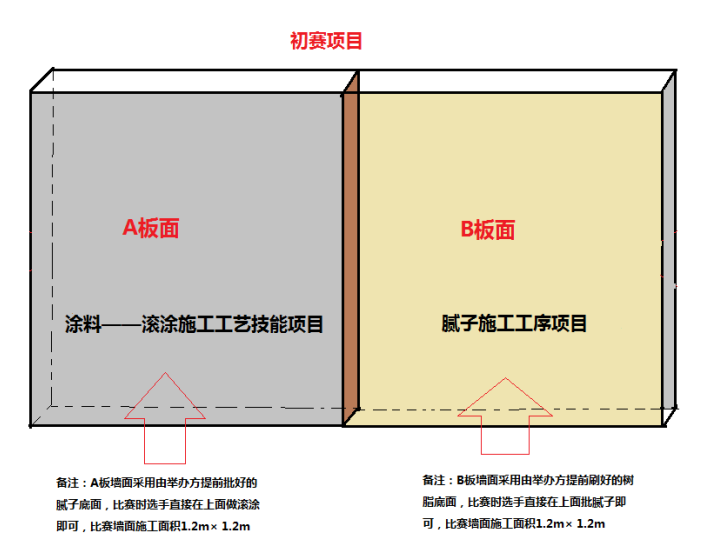 初赛项目
A板面
B板面
涂料——滚涂施工工艺技能项目
腻子施工工序项目
备注：A板墙面采用由举办方提前批好的
腻子底面，比赛时选手直接在上面做滚涂
即可，比赛墙面施工面积1.2m× 1.2m
备注：B板墙面采用由举办方提前刷好的树
脂底面，比赛时选手直接在上面批腻子即
可，比赛墙面施工面积1.2m× 1.2m